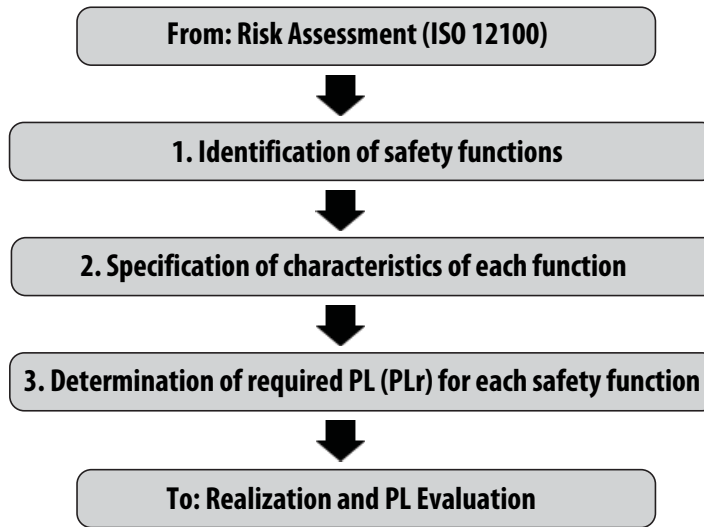 From: Risk Assessment (ISO 12100)
1. Identification of safety functions
2. Specification of characteristics of each function
3. Determination of required PL (PLr) for each safety function
To: Realization and PL Evaluation